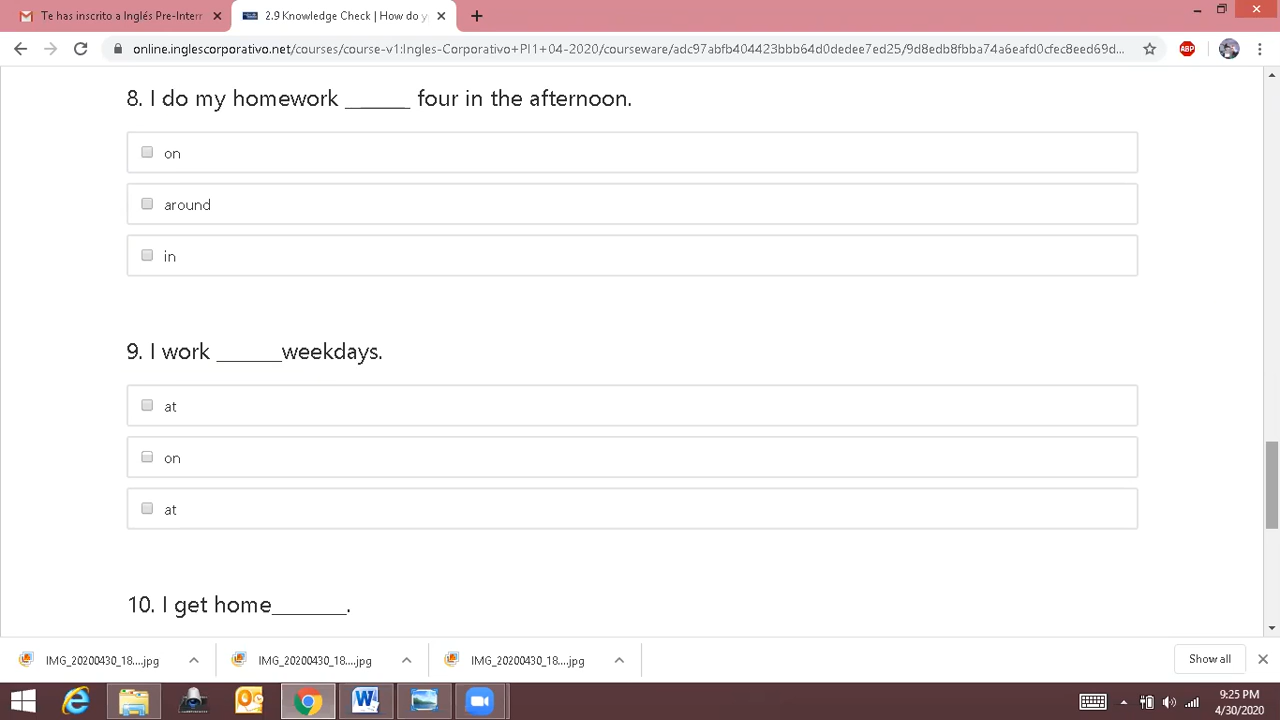 Te has inscrito a Inglés Pre-Interr
2.9 Knowledge Check | How do y
online.inglescorporativo.net/courses/course-v1:Ingles-Corporativo+PI1+04-2020/courseware/adc97abfb404423bbb64c0dedee7ed25/9d8edb8fbba74a6eafd0cfec8eed69d...
ABP
8. I do my homework ______ four in the afternoon.
on
around
in
9. I work ______weekdays.
at
on
at
10. I get home_______.
IMG_20200430_18....jpg
IMG_20200430_18....jpg
IMG_20200430_18....jpg
Show all
9:25 PM
4/30/2020